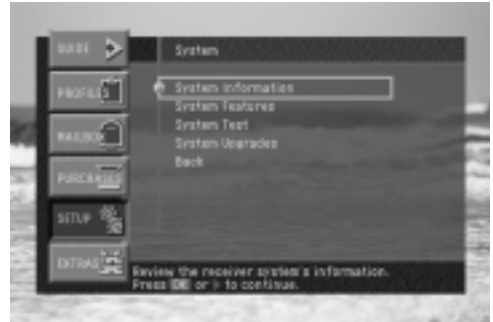 GUIDE
System
PROFILES
System Information
System Features
MAILBOX
System Test
System Upgrades
Back
PURCHASES
SETUP
EXTRAS
Review the receiver system's information.
Press OK or > to continue.